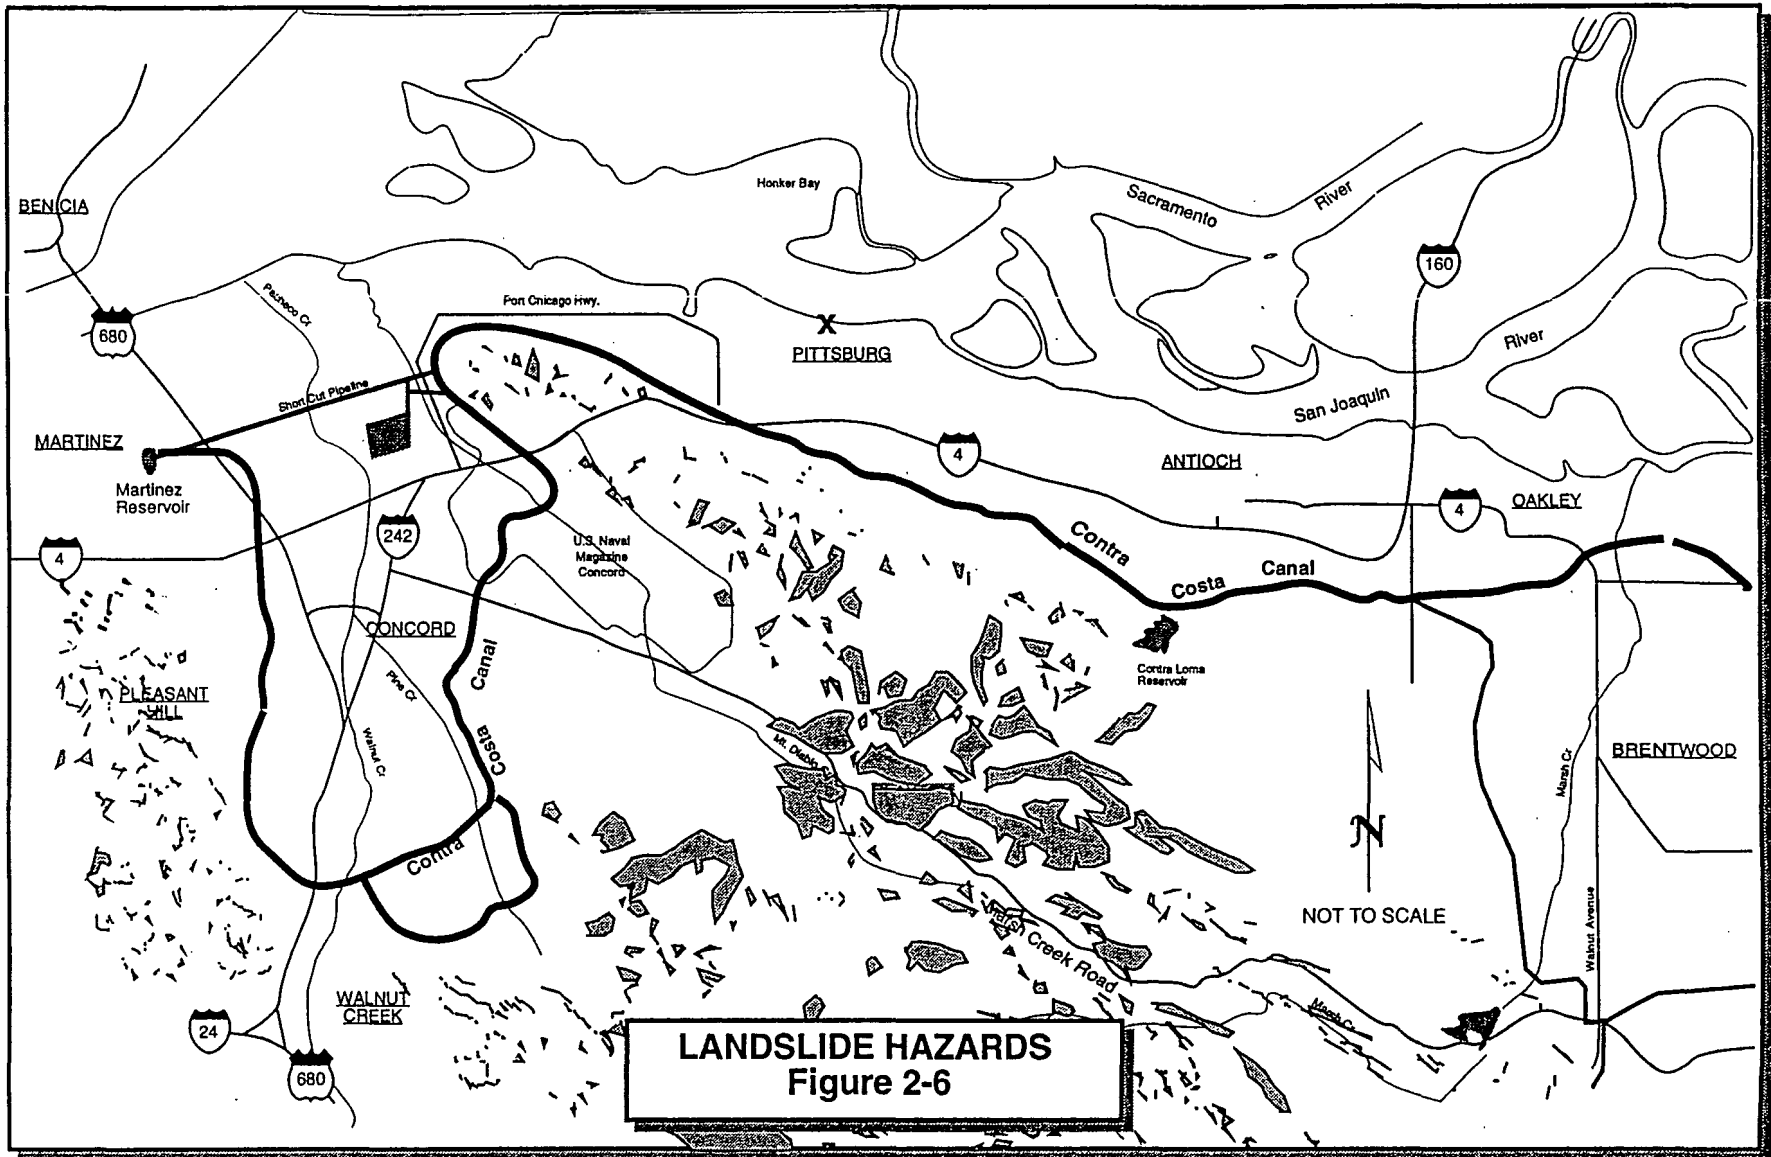 Honker Bay
Sacramento
River
BENICIA
160
Pacheco Cr
Port Chicago Hwy.
680
X
PITTSBURG
River
Short Cut Pipeline
San Joaquin
MARTINEZ
4
ANTIOCH
Martinez
Reservoir
4
OAKLEY
242
4
U.S. Naval
Magazine
Concord
Contra
Costa
Canal
CONCORD
Canal
Costa
Contra
Contra Loma
Reservoir
PLEASANT
HILL
Pine Cr
Walnut Cr
Mt. Diablo
Marsh Cr
BRENTWOOD
N
NOT TO SCALE
Walnut Avenue
Marsh Creek Road
Marsh Cr
WALNUT
CREEK
24
680
LANDSLIDE HAZARDS
Figure 2-6